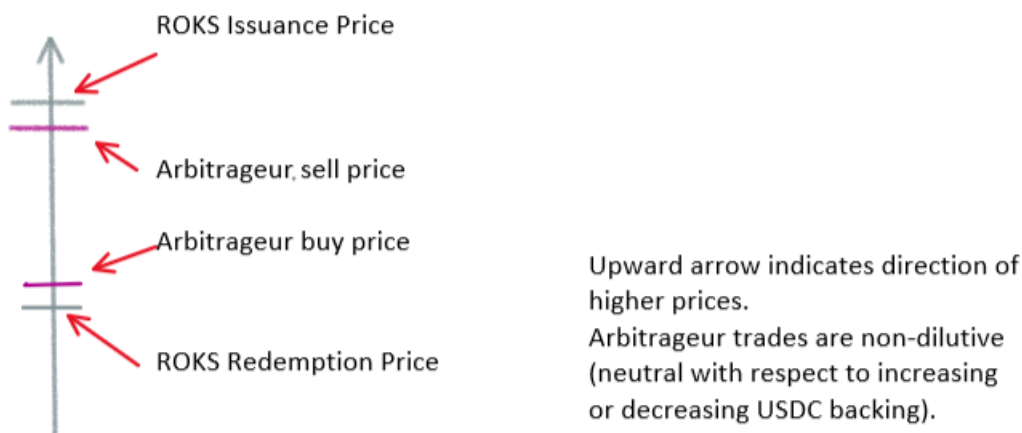 ROKS Issuance Price
Arbitrageur sell price
Arbitrageur buy price
ROKS Redemption Price
Upward arrow indicates direction of
higher prices.
Arbitrageur trades are non-dilutive
(neutral with respect to increasing
or decreasing USDC backing).